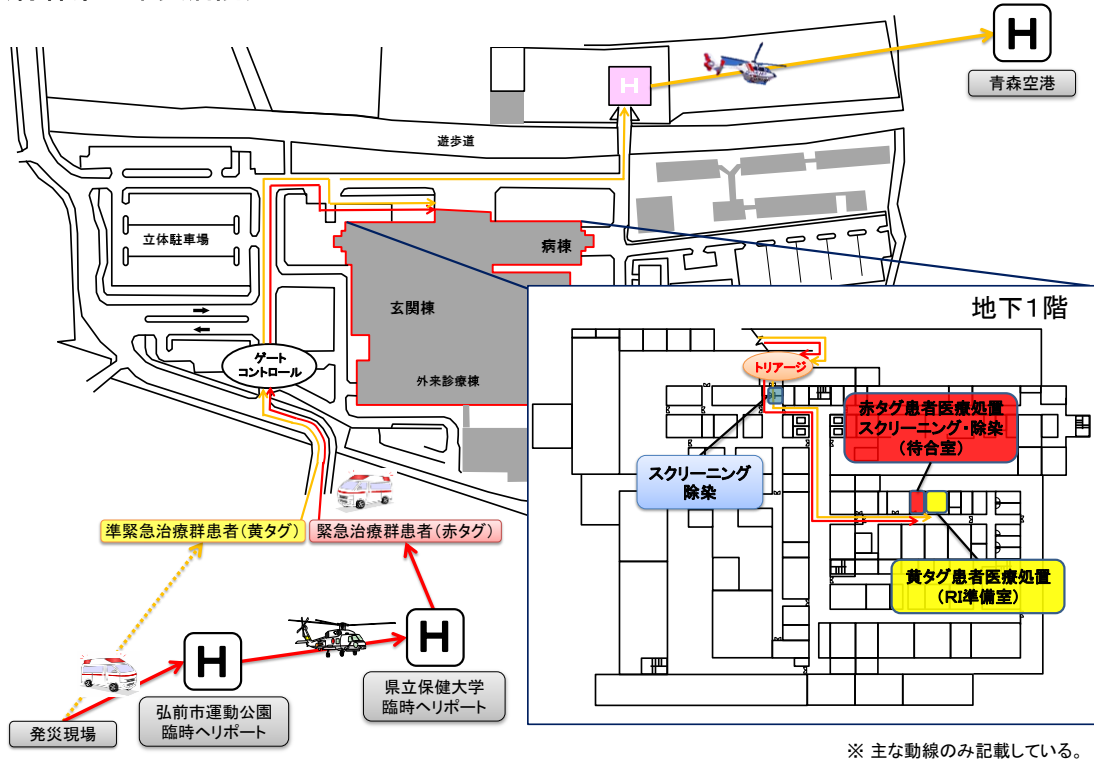 H
青森空港
H
遊歩道
立体駐車場
病棟
玄関棟
ゲート
コントロール
外来診療棟
地下1階
トリアージ
赤タグ患者医療処置
スクリーニング・除染
(待合室)
スクリーニング
除染
黄タグ患者医療処置
(RI準備室)
準緊急治療群患者(黄タグ)
緊急治療群患者(赤タグ)
H
H
県立保健大学
臨時ヘリポート
弘前市運動公園
臨時ヘリポート
発災現場
※ 主な動線のみ記載している。